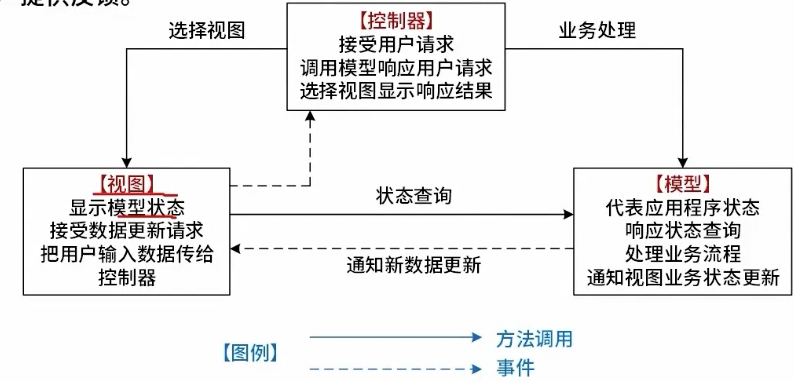 提供反馈。
【控制器】
接受用户请求
调用模型响应用户请求
选择视图显示响应结果
选择视图
业务处理
【视图】
显示模型状态
接受数据更新请求
把用户输入数据传给
控制器
状态查询
通知新数据更新
【模型】
代表应用程序状态
响应状态查询
处理业务流程
通知视图业务状态更新
【图例】
方法调用
事件